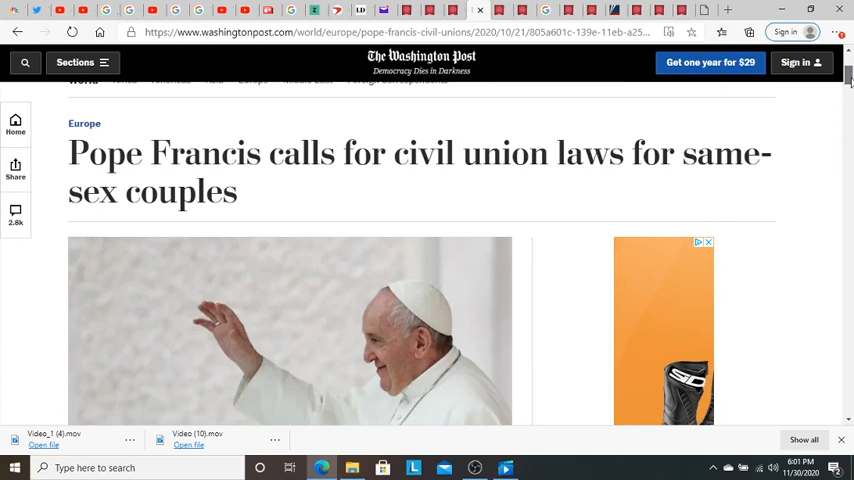 Sign in
https://www.washingtonpost.com/world/europe/pope-francis-civil-unions/2020/10/21/805a601c-139e-11eb-a25...
The Washington Post
Democracy Dies in Darkness
Sections
Get one year for $29
Sign in
Home
Share
2.8k
Europe
Pope Francis calls for civil union laws for same-
sex couples
SiDI
Video_1 (4).mov
Open file
Video (10).mov
Open file
Show all
Type here to search
6:01 PM
11/30/2020